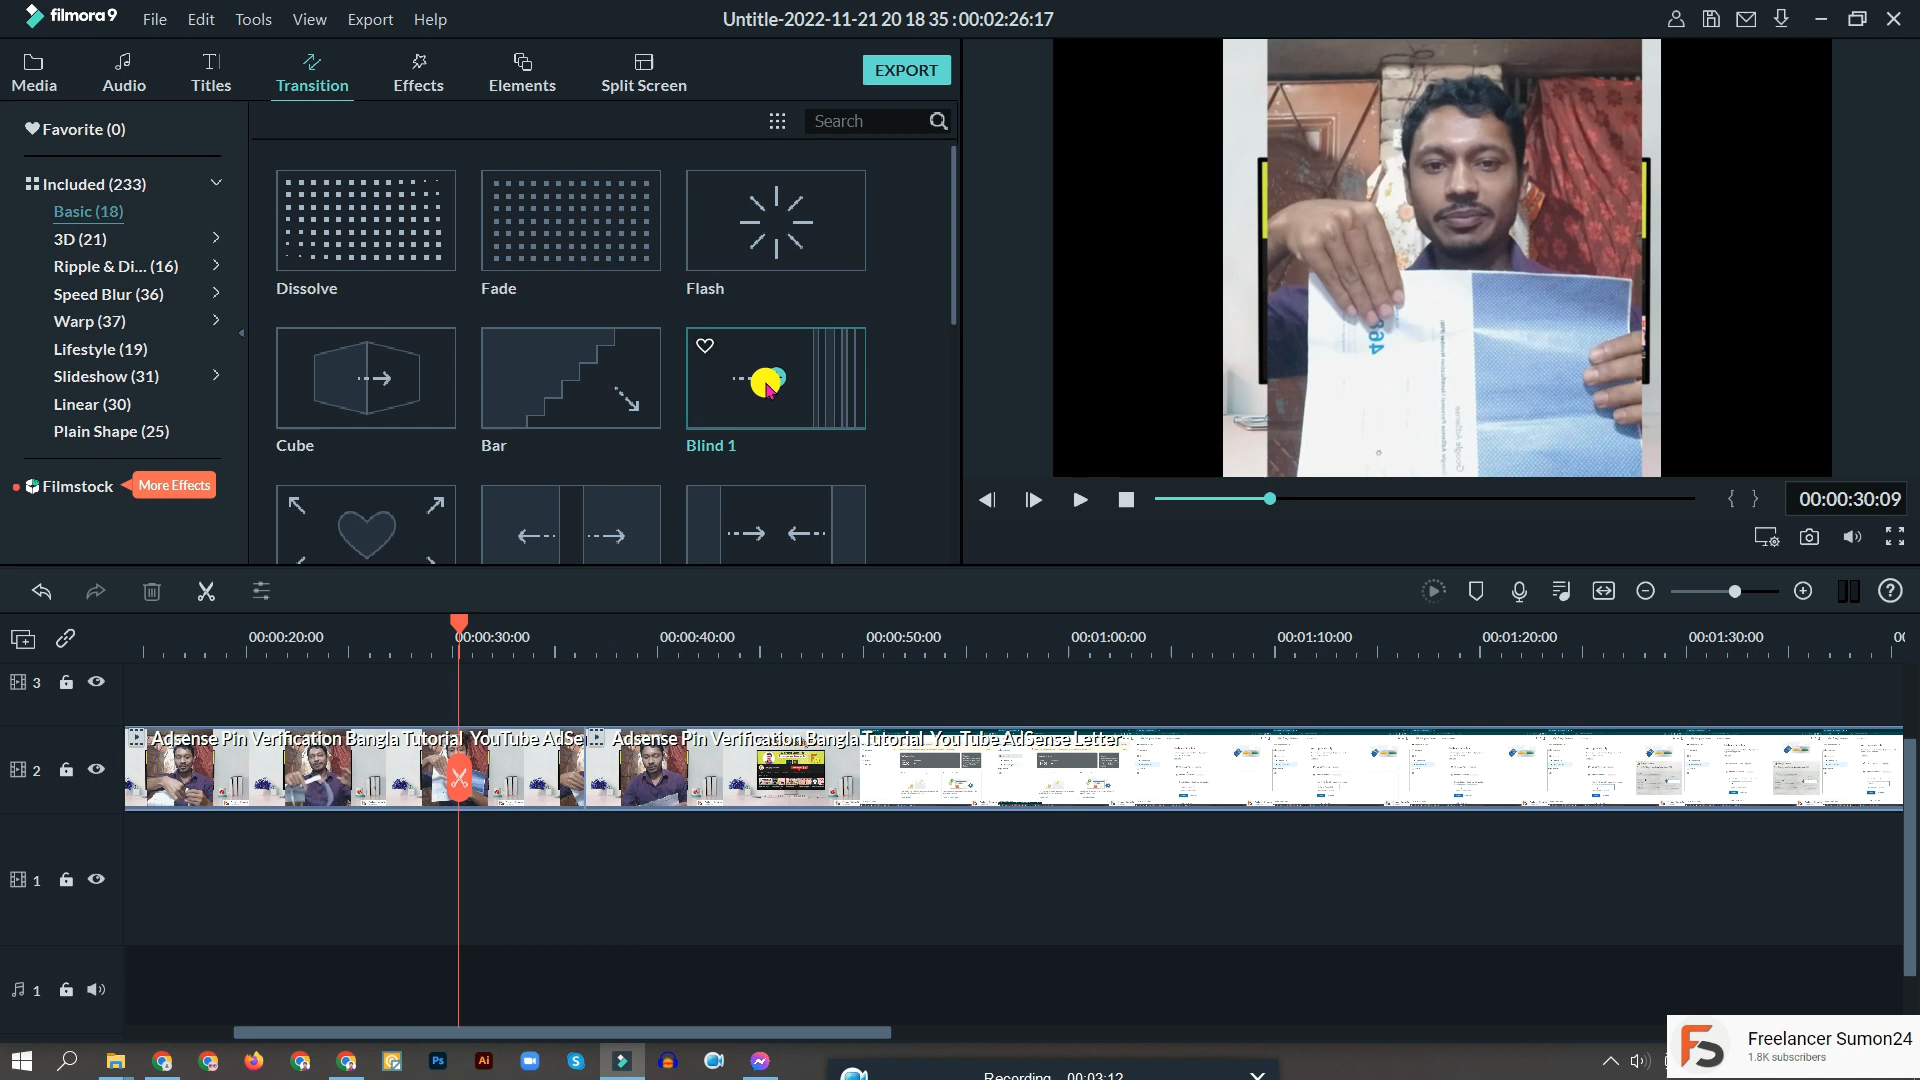 filmora9 File Edit Tools View Export Help Untitle-2022-11-21 20 18 35 : 00:02:26:17
Media Audio Titles Transition Effects Elements Split Screen EXPORT
Search
Favorite (0)
Included (233)
Basic (18)
3D (21)
Ripple & Di... (16)
Speed Blur (36)
Warp (37)
Lifestyle (19)
Slideshow (31)
Linear (30)
Plain Shape (25)
Filmstock More Effects
Dissolve Fade Flash
Cube Bar Blind 1
{ } 00:00:30:09
00:00:20:00 00:00:30:00 00:00:40:00 00:00:50:00 00:01:00:00 00:01:10:00 00:01:20:00 00:01:30:00
3
Adsense Pin Verification Bangla Tutorial YouTube AdSe Adsense Pin Verification Bangla Tutorial YouTube AdSense Letter
2
1
1
Ps Ai
Recording 00:03:12
Freelancer Sumon24
1.8K subscribers